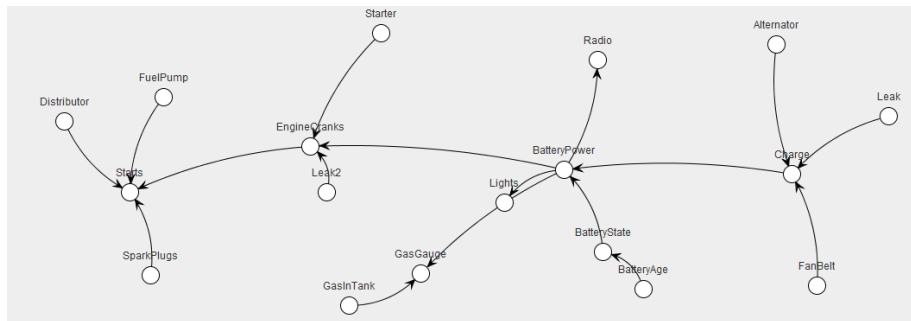 Starter
Alternator
Radio
FuelPump
Distributor
Leak
EngineCranks
BatteryPower
Charge
Starts
Leak2
Lights
BatteryState
SparkPlugs
GasGauge
BatteryAge
FanBelt
GasInTank